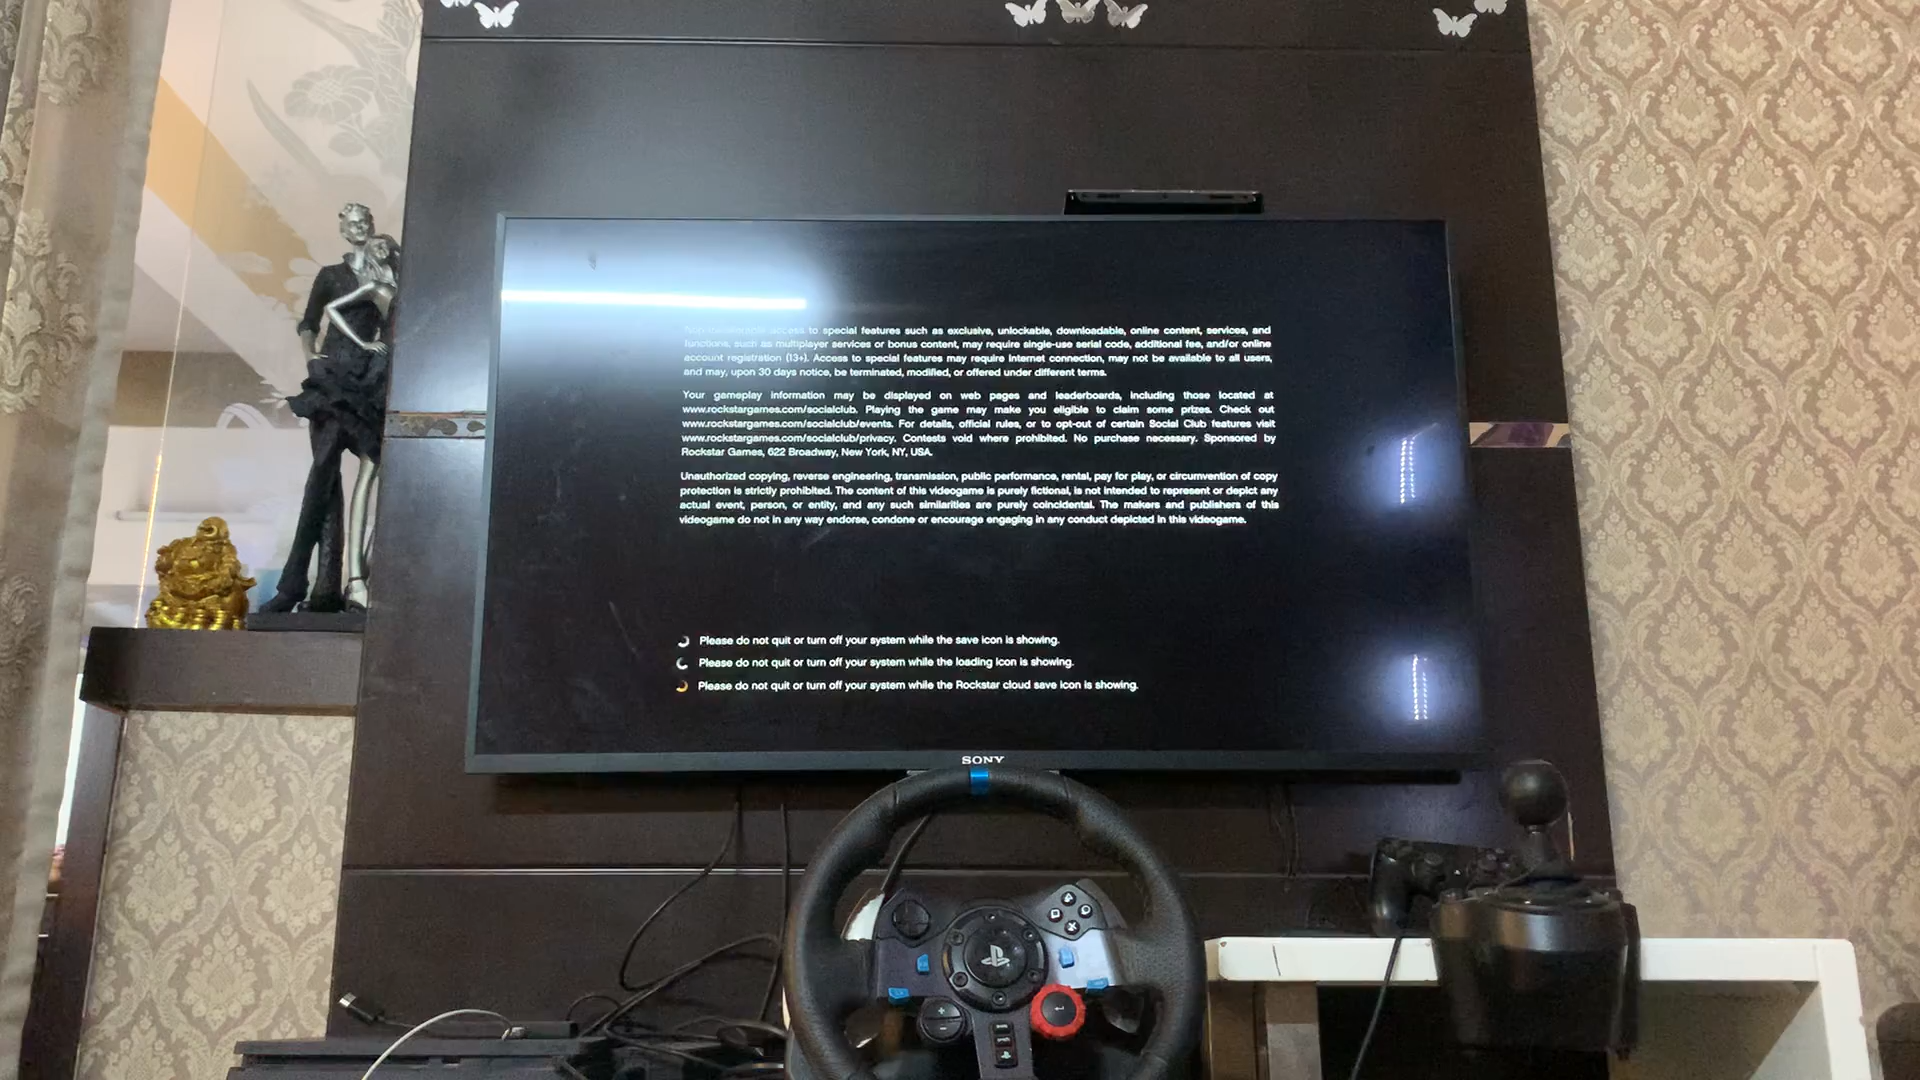 Non-transferable access to special features such as exclusive, unlockable, downloadable, online content, services, and
functions, such as multiplayer services or bonus content, may require single-use serial code, additional fee, and/or online
account registration (13+). Access to special features may require internet connection, may not be available to all users,
and may, upon 30 days notice, be terminated, modified, or offered under different terms.
Your gameplay information may be displayed on web pages and leaderboards, including those located at
www.rockstargames.com/socialclub. Playing the game may make you eligible to claim some prizes. Check out
www.rockstargames.com/socialclub/events. For details, official rules, or to opt-out of certain Social Club features visit
www.rockstargames.com/socialclub/privacy. Contests void where prohibited. No purchase necessary. Sponsored by
Rockstar Games, 622 Broadway, New York, NY, USA.
Unauthorized copying, reverse engineering, transmission, public performance, rental, pay for play, or circumvention of copy
protection is strictly prohibited. The content of this videogame is purely fictional, is not intended to represent or depict any
actual event, person, or entity, and any such similarities are purely coincidental. The makers and publishers of this
videogame do not in any way endorse, condone or encourage engaging in any conduct depicted in this videogame.
Please do not quit or turn off your system while the save icon is showing.
Please do not quit or turn off your system while the loading icon is showing.
Please do not quit or turn off your system while the Rockstar cloud save icon is showing.
SONY